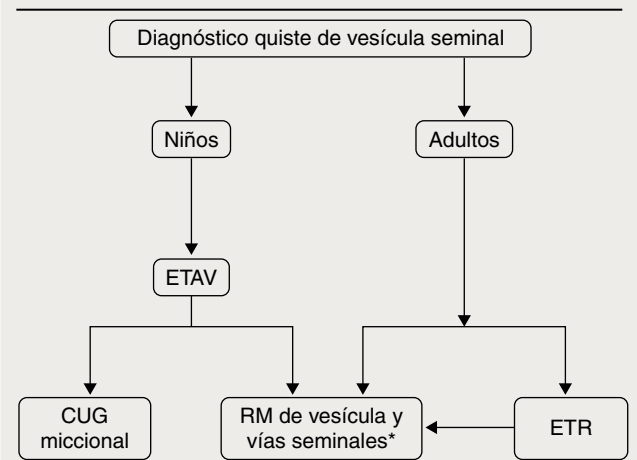 Diagnóstico quiste de vesícula seminal
Niños
Adultos
ETAV
CUG
miccional
RM de vesícula y
vías seminales*
ETR